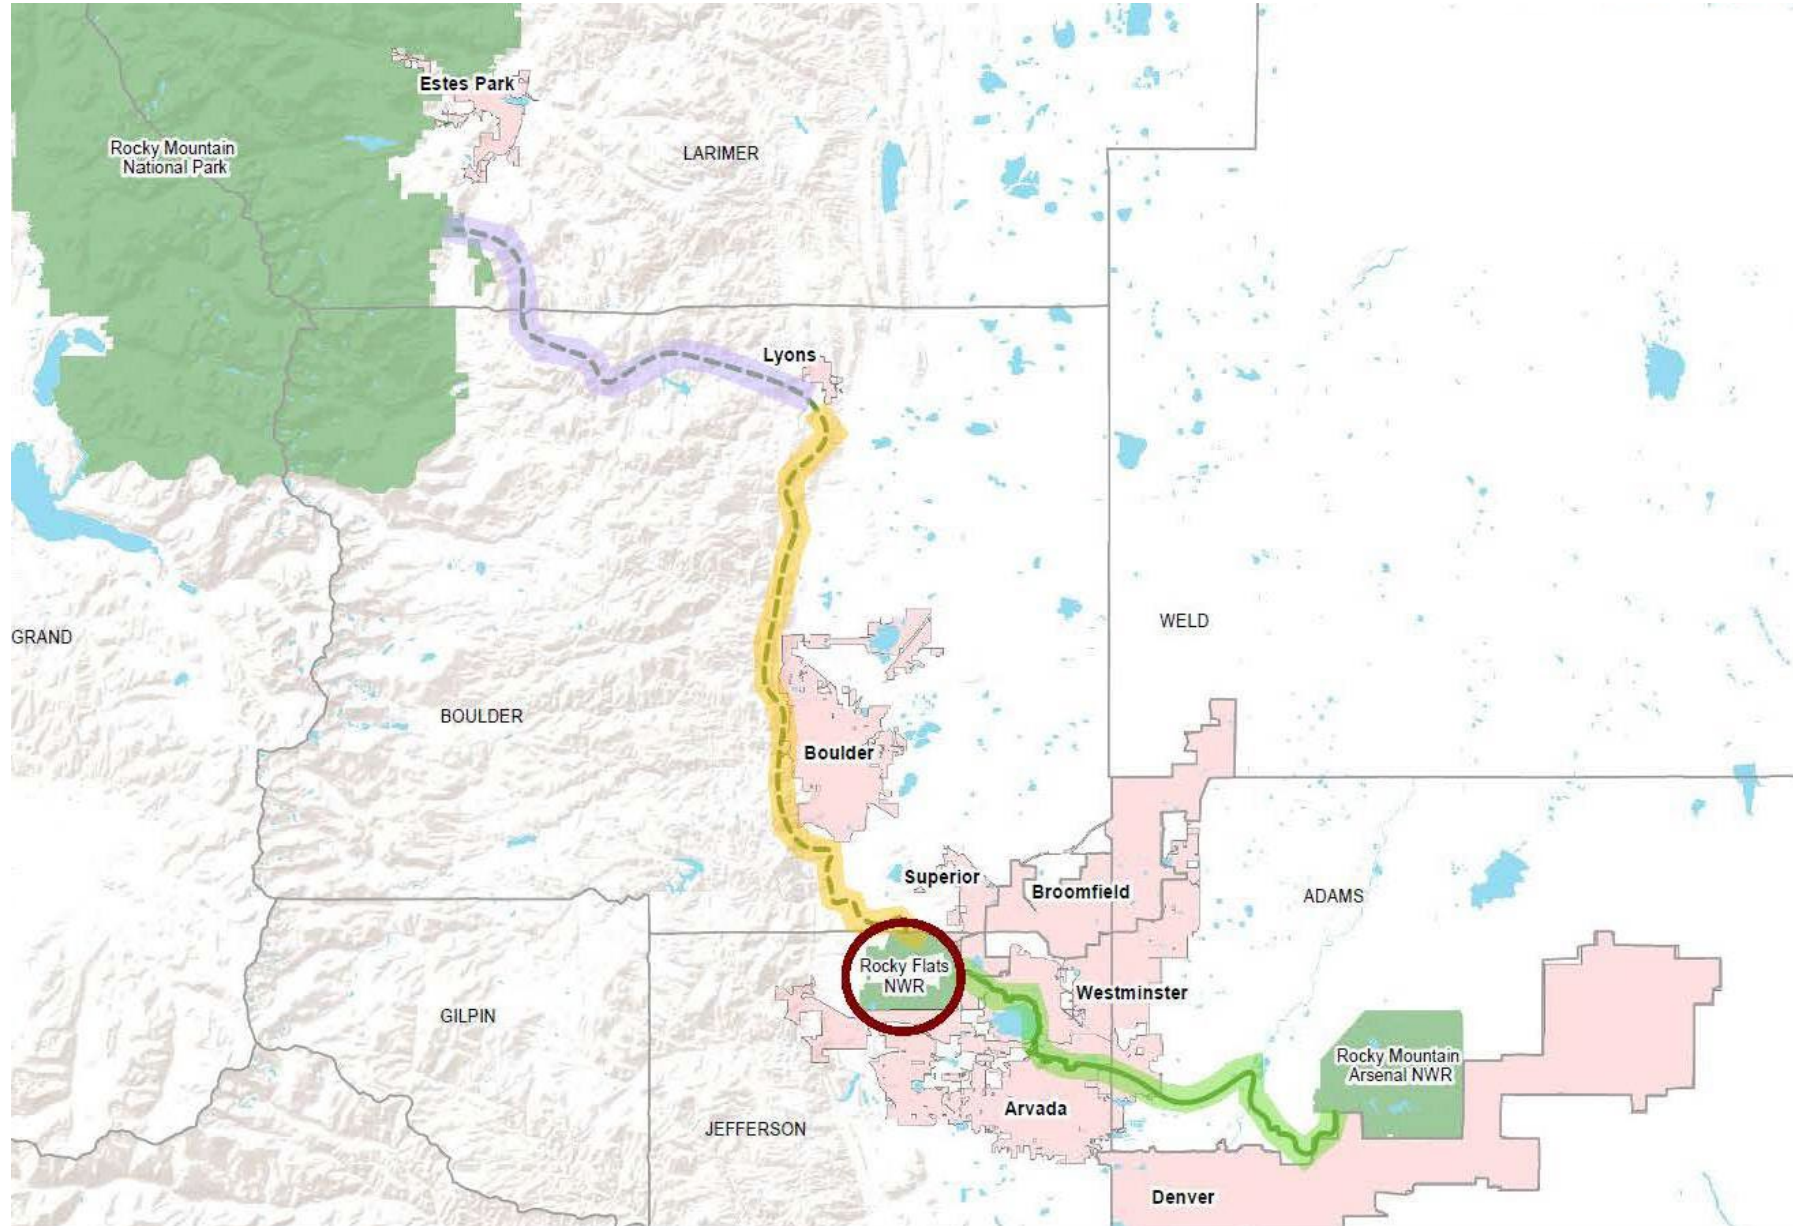 Estes Park
Rocky Mountain
National Park
LARIMER
Lyons
WELD
GRAND
BOULDER
Boulder
Superior
Broomfield
ADAMS
Rocky Flats
NWR
Westminster
GILPIN
Rocky Mountain
Arsenal NWR
Arvada
JEFFERSON
Denver